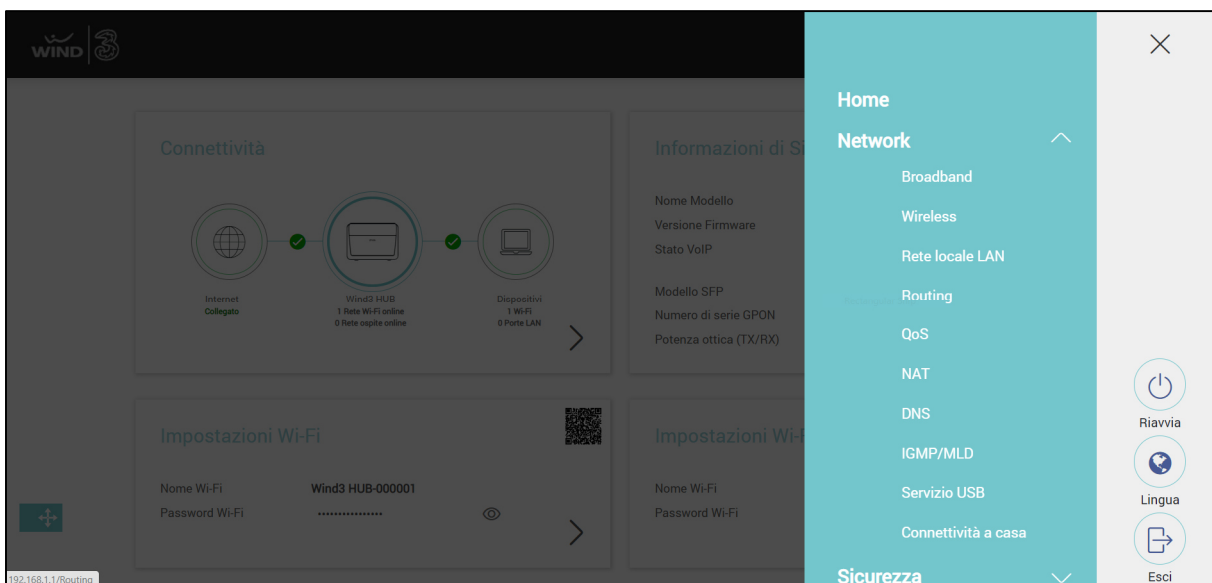 WIND 3
Connettività
Internet
Collegato
Wind3 HUB
1 Rete Wi-Fi online
0 Rete ospite online
Dispositivi
1 Wi-Fi
0 Porte LAN
Informazioni di Si
Nome Modello
Versione Firmware
Stato VoIP
Modello SFP
Numero di serie GPON
Potenza ottica (TX/RX)
Impostazioni Wi-Fi
Nome Wi-Fi Wind3 HUB-000001
Password Wi-Fi ••••••••••••••••
Impostazioni Wi-F
Nome Wi-Fi
Password Wi-Fi
192.168.1.1/Routing
Home
Network
Broadband
Wireless
Rete locale LAN
Routing
QoS
NAT
DNS
IGMP/MLD
Servizio USB
Connettività a casa
Sicurezza
Riavvia
Lingua
Esci